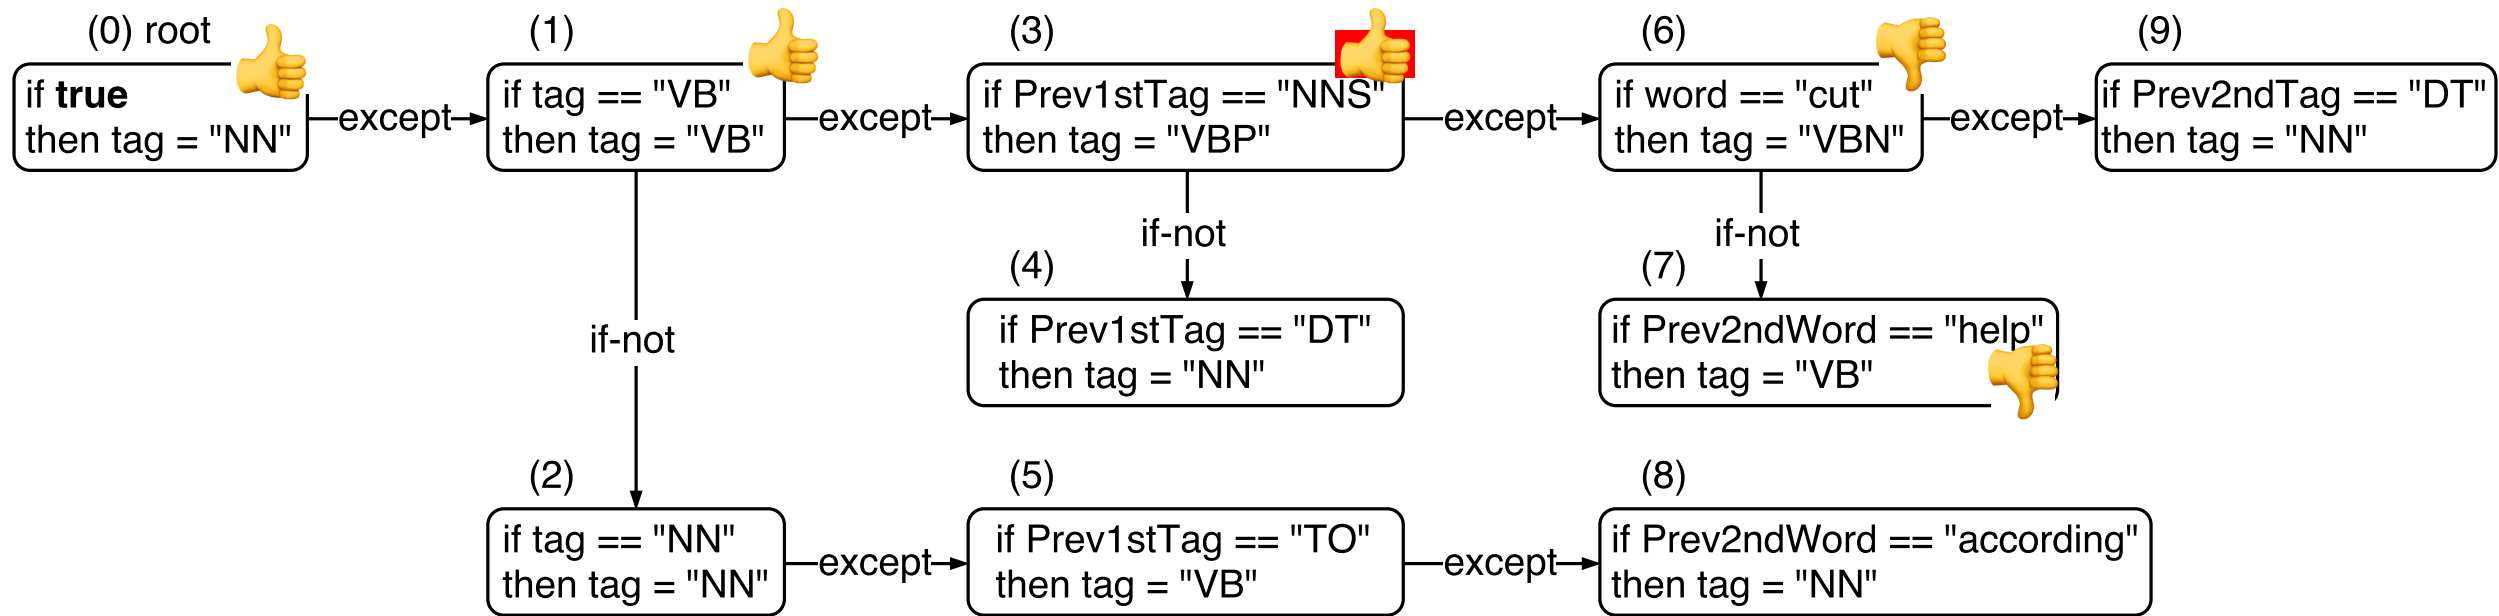 (0) root
if true
then tag = "NN"
except
(1)
if tag == "VB"
then tag = "VB"
except
(3)
if Prev1stTag == "NNS"
then tag = "VBP"
except
(6)
if word == "cut"
then tag = "VBN"
except
(9)
if Prev2ndTag == "DT"
then tag = "NN"
if-not
if-not
if-not
(4)
if Prev1stTag == "DT"
then tag = "NN"
(7)
if Prev2ndWord == "help"
then tag = "VB"
(2)
if tag == "NN"
then tag = "NN"
except
(5)
if Prev1stTag == "TO"
then tag = "VB"
except
(8)
if Prev2ndWord == "according"
then tag = "NN"